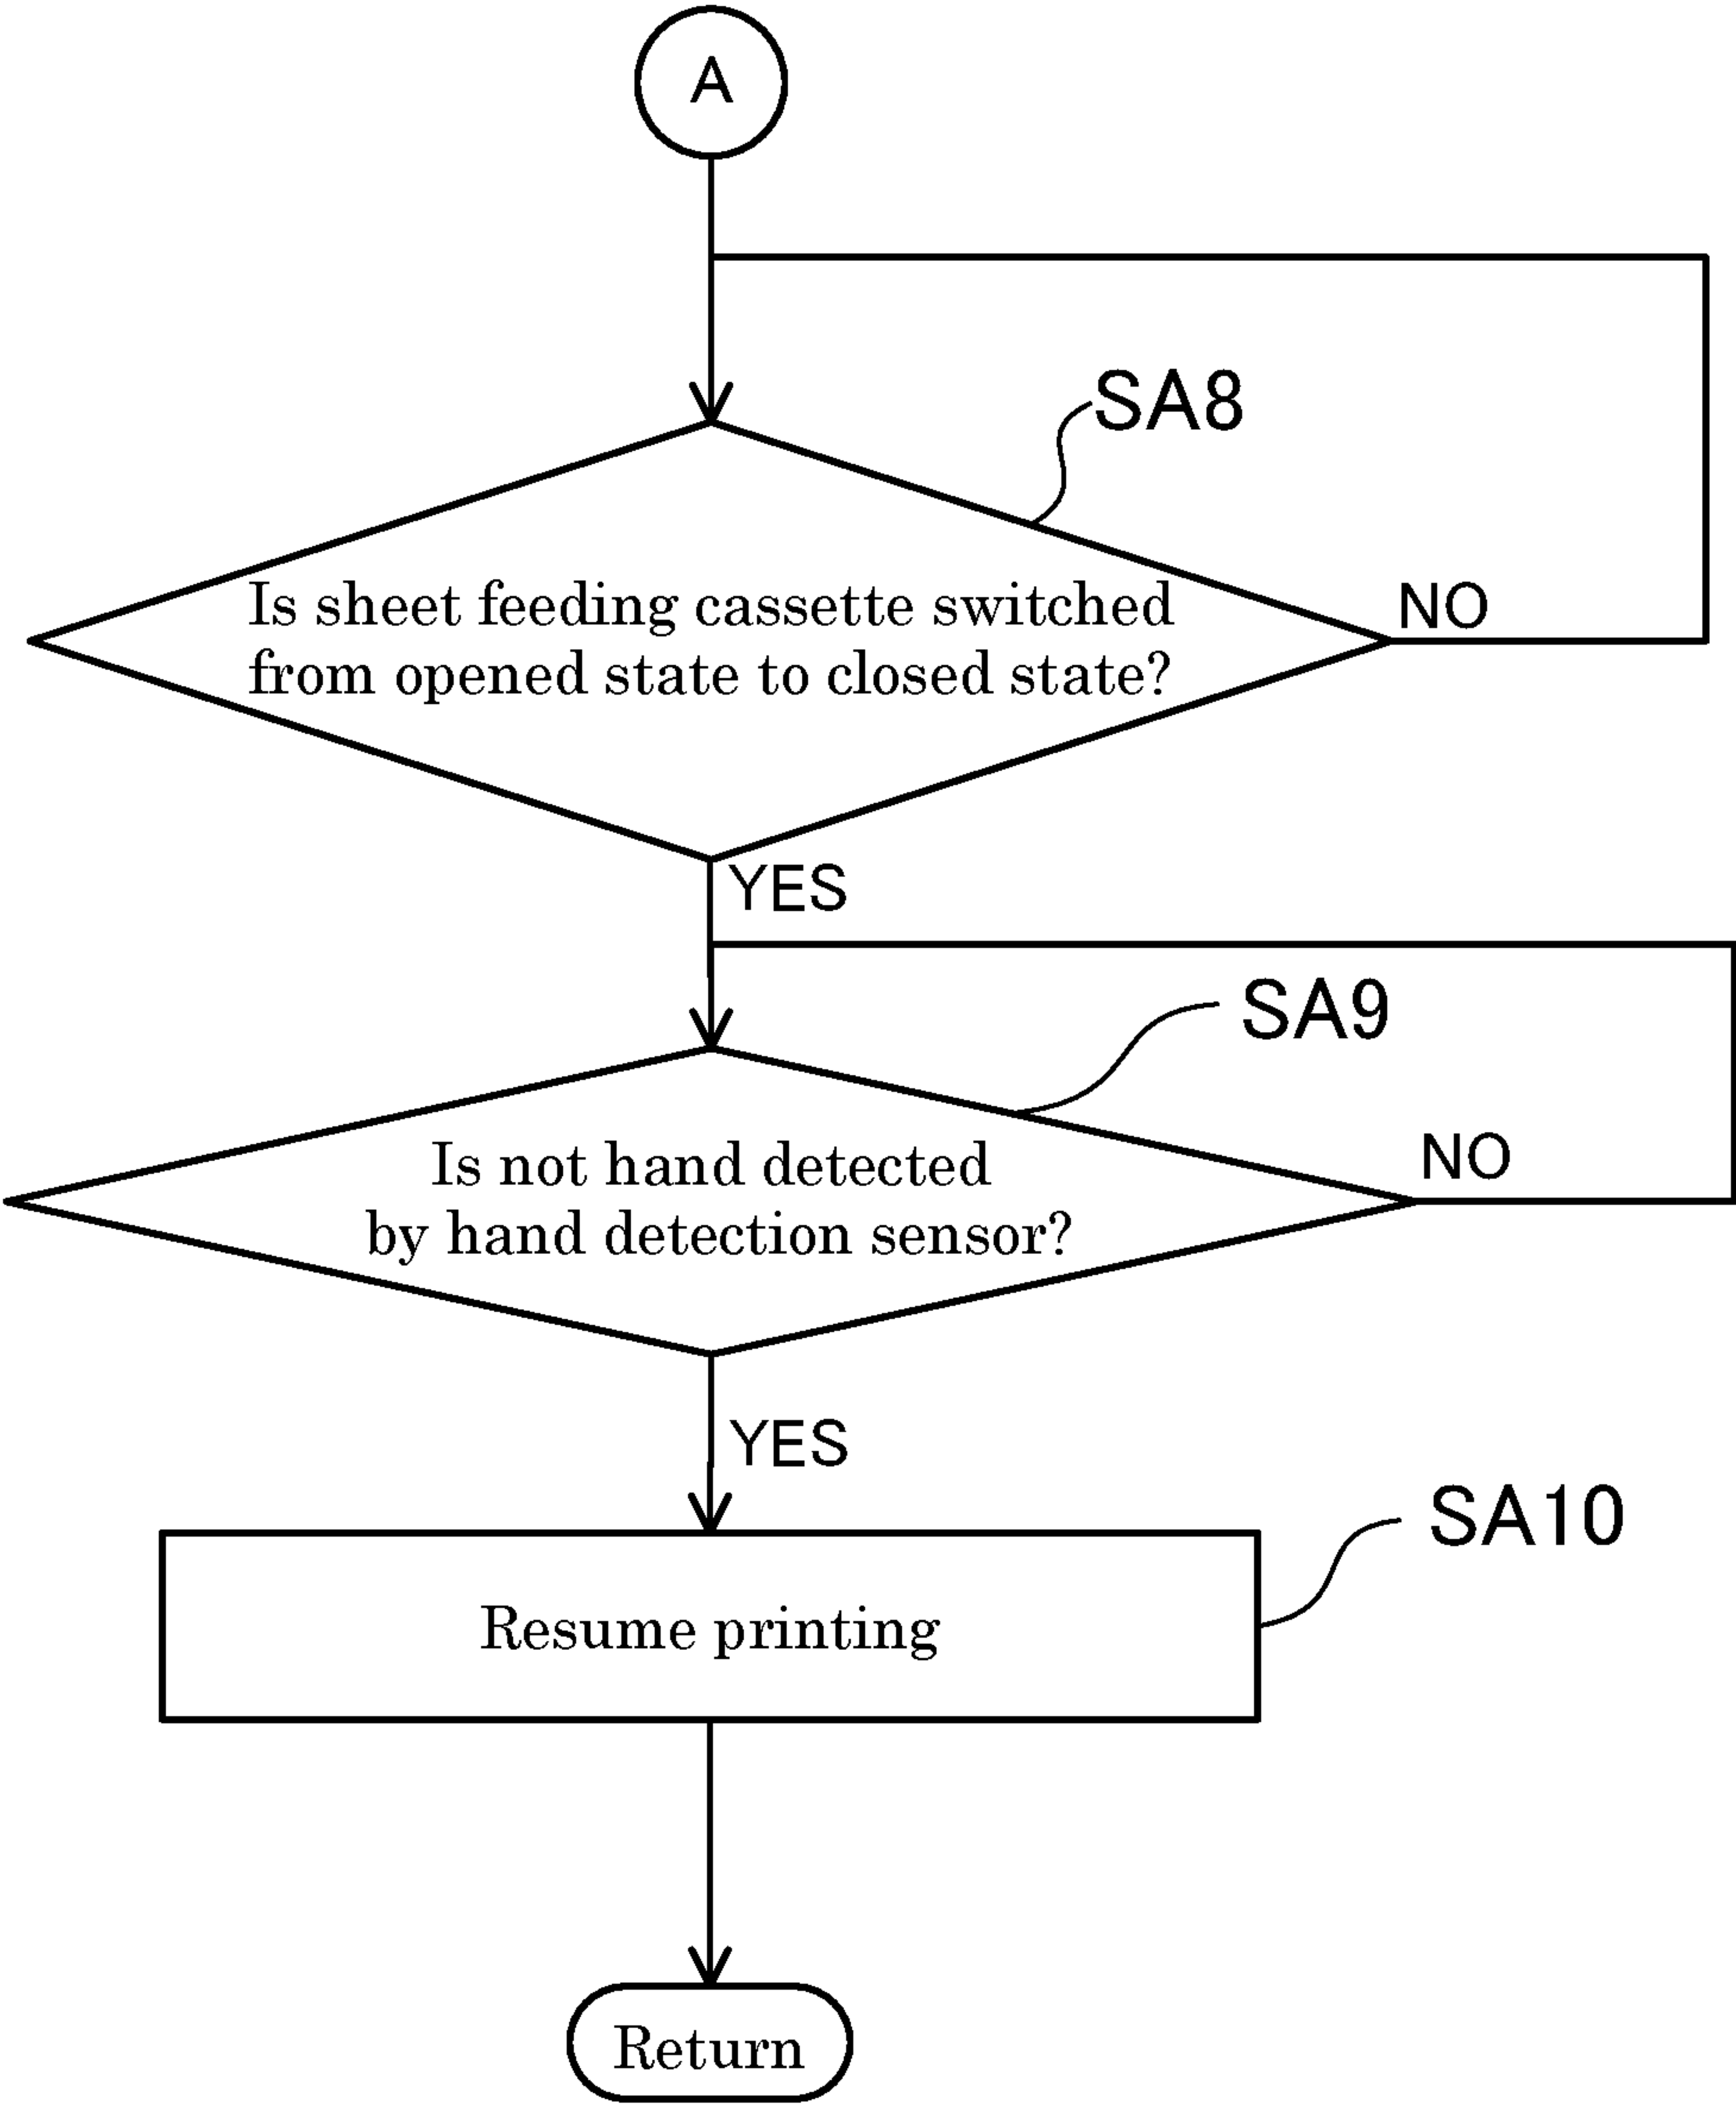 A
SA8
Is sheet feeding cassette switched
from opened state to closed state?
NO
YES
SA9
Is not hand detected
by hand detection sensor?
NO
YES
SA10
Resume printing
Return